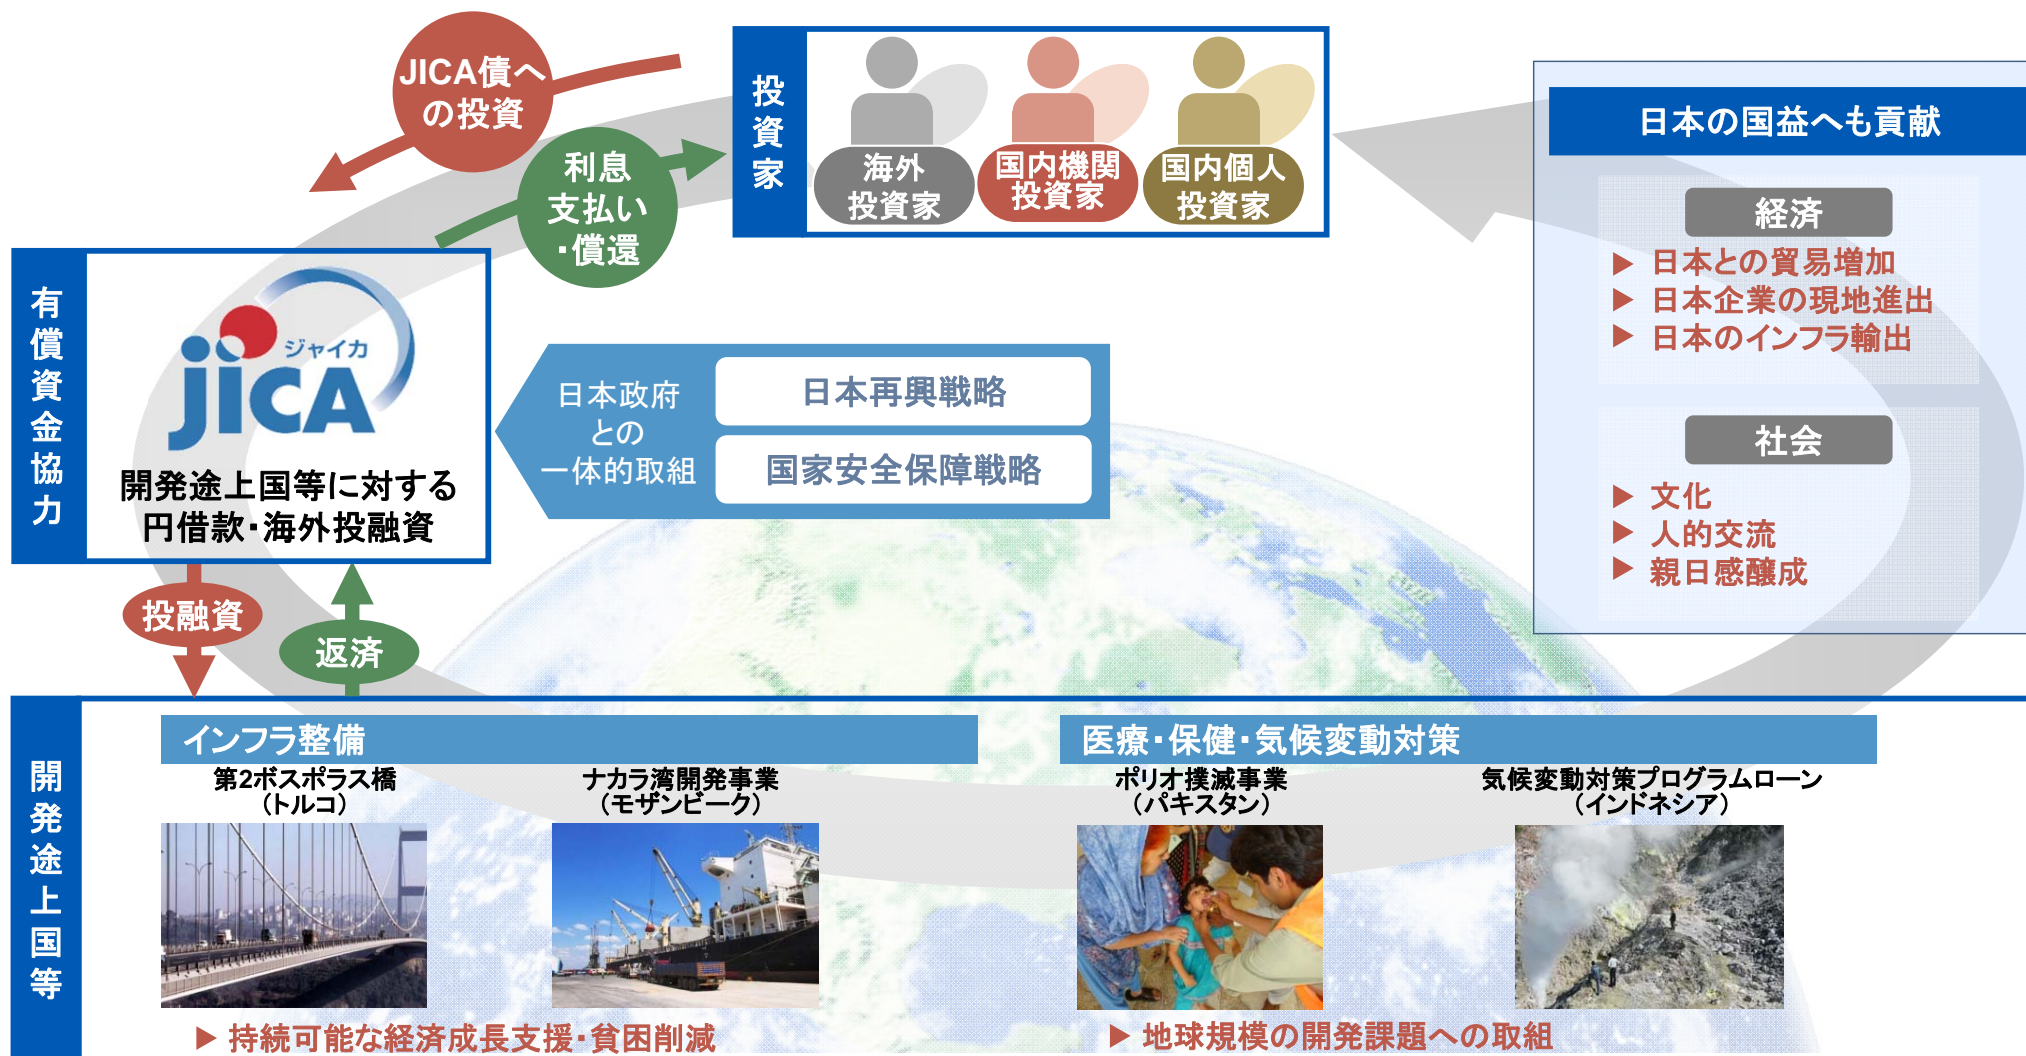 JICA債へ
の投資
利息
支払い
・償還
投資家
海外
投資家
国内機関
投資家
国内個人
投資家
日本の国益へも貢献
経済
▶ 日本との貿易増加
▶ 日本企業の現地進出
▶ 日本のインフラ輸出
社会
▶ 文化
▶ 人的交流
▶ 親日感醸成
有償資金協力
ジャイカ
JICA
開発途上国等に対する
円借款・海外投融資
日本政府
との
一体的取組
日本再興戦略
国家安全保障戦略
投融資
返済
開発途上国等
インフラ整備
第2ボスポラス橋
（トルコ）
ナカラ湾開発事業
（モザンビーク）
▶ 持続可能な経済成長支援・貧困削減
医療・保健・気候変動対策
ポリオ撲滅事業
（パキスタン）
気候変動対策プログラムローン
（インドネシア）
▶ 地球規模の開発課題への取組